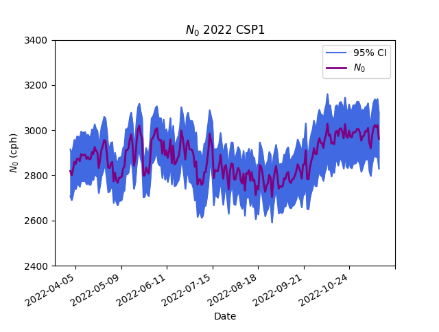 N₀ 2022 CSP1
3400
3200
3000
2800
2600
2400
N₀ (cph)
95% CI
N₀
2022-04-05
2022-05-09
2022-06-11
2022-07-15
2022-08-18
2022-09-21
2022-10-24
Date